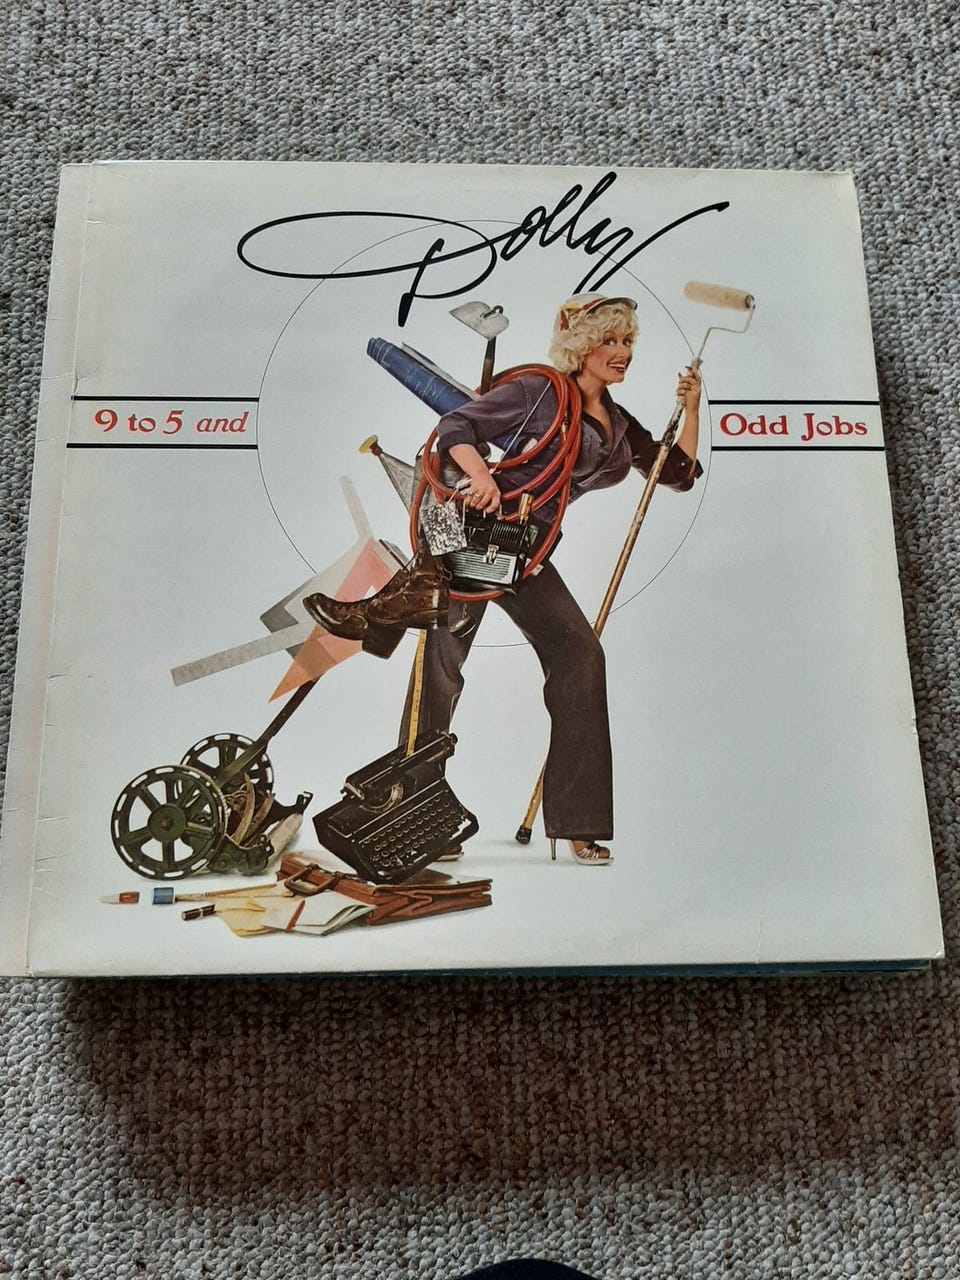 Dolly
9 to 5 and
Odd Jobs